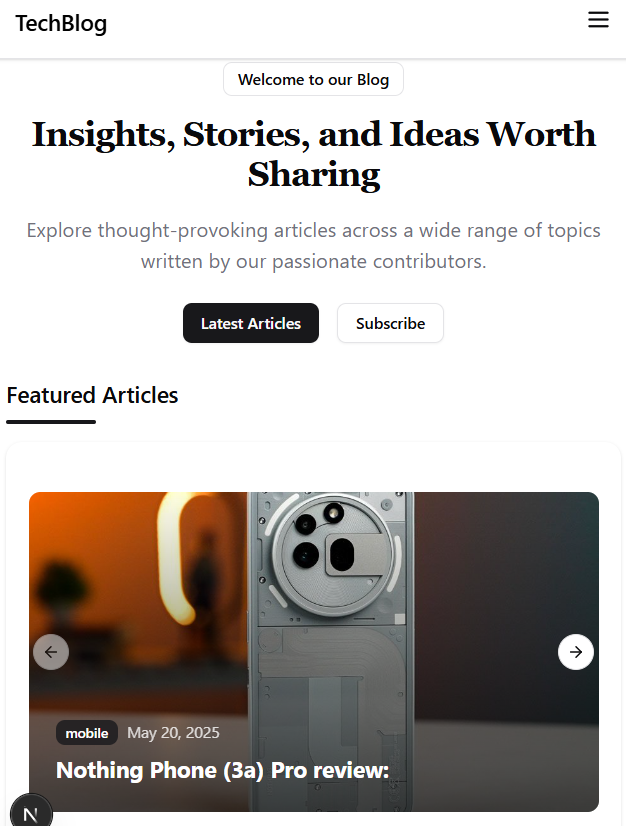 TechBlog
Welcome to our Blog
Insights, Stories, and Ideas Worth
Sharing
Explore thought-provoking articles across a wide range of topics
written by our passionate contributors.
Latest Articles
Subscribe
Featured Articles
mobile May 20, 2025
Nothing Phone (3a) Pro review:
N